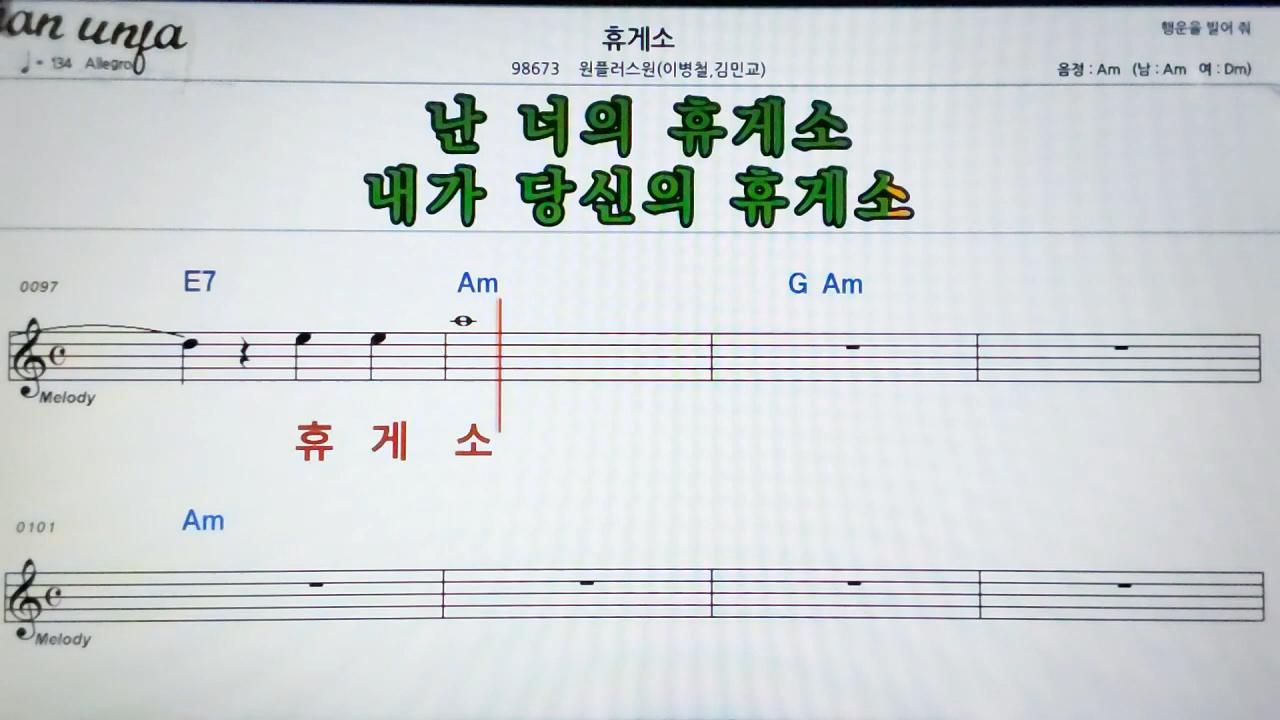 an unja
휴게소
행운을 빌어 줘
♩= 134 Allegro
98673 원플러스원(이병철,김민교)
음정 : Am (남 : Am 여 : Dm)
난 너의 휴게소
내가 당신의 휴게소
0097 E7 Am G Am
Melody
휴 게 소
0101 Am
Melody